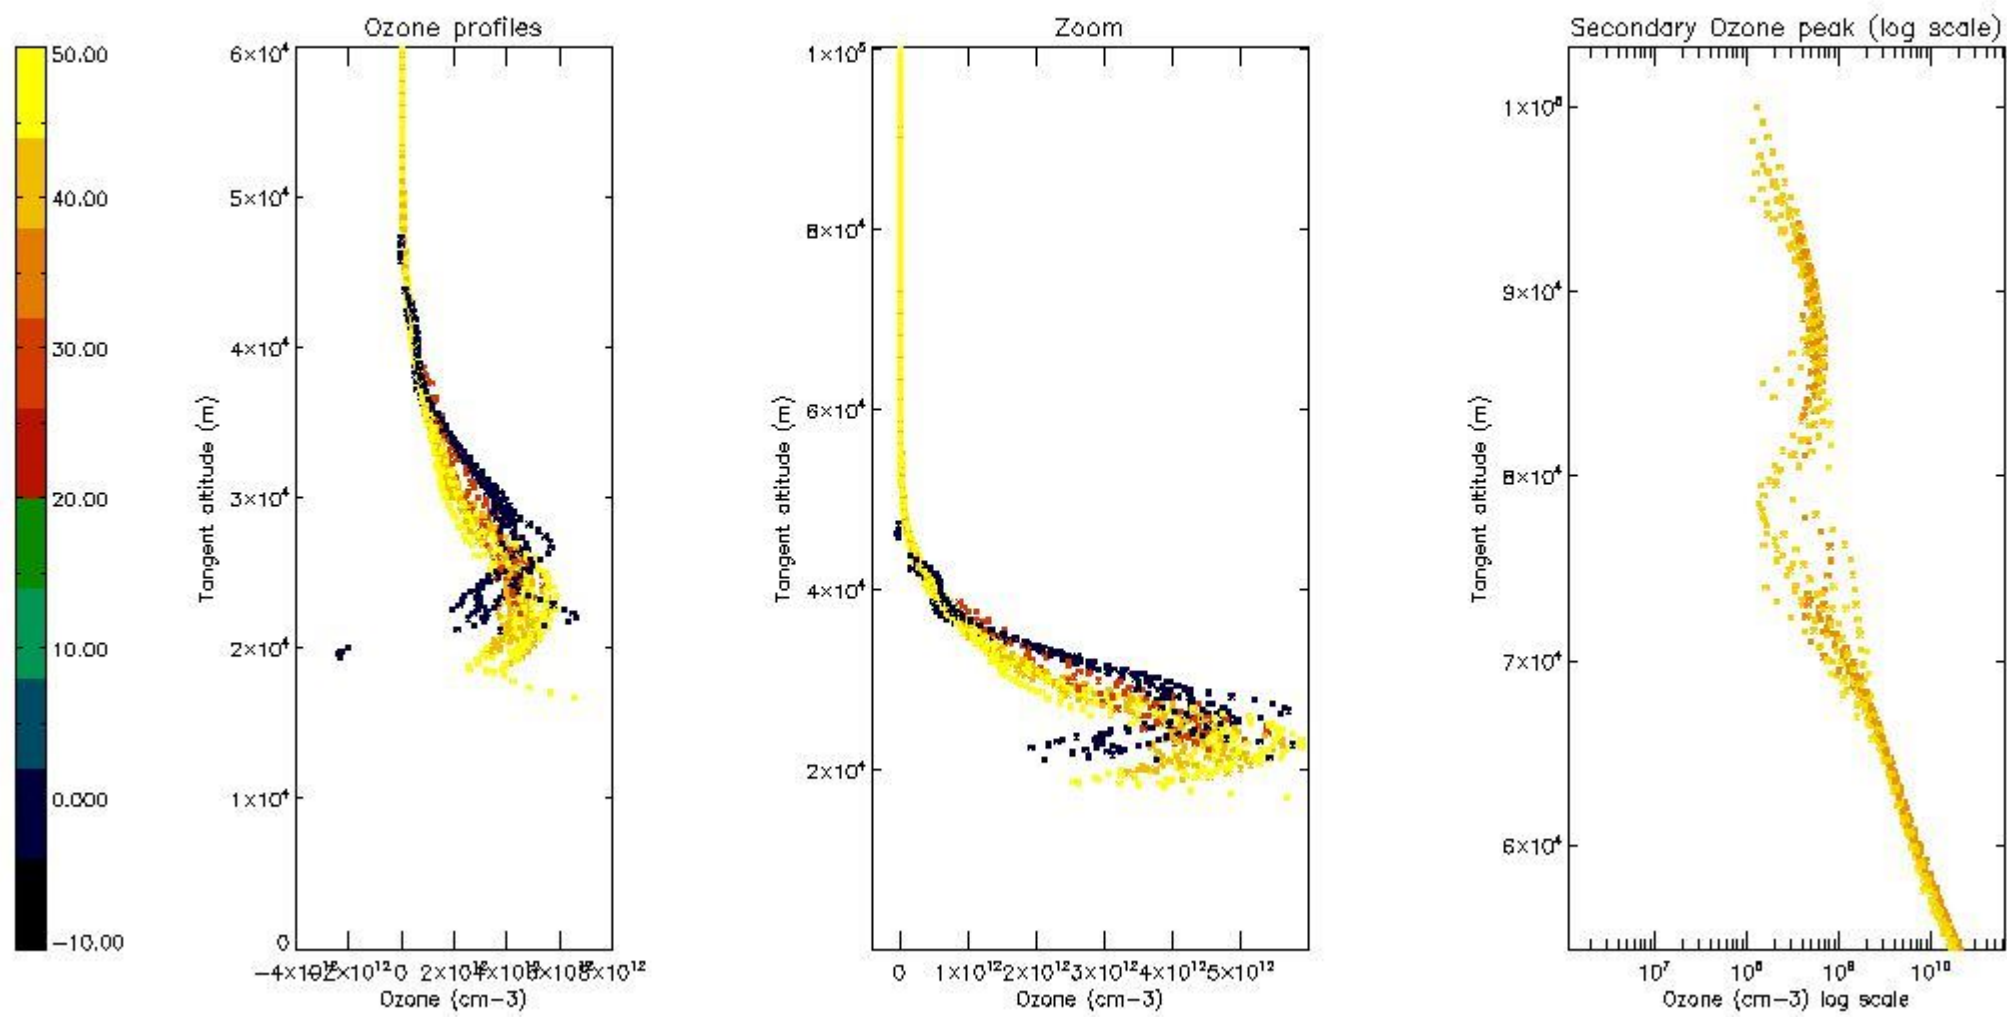 Ozone profiles
Zoom
Secondary Ozone peak (log scale)
50.00
40.00
30.00
20.00
10.00
0.000
−10.00
6×10⁴
5×10⁴
4×10⁴
3×10⁴
2×10⁴
1×10⁴
0
Tangent altitude (m)
0 2×10¹²
Ozone (cm−3)
1×10⁵
8×10⁴
6×10⁴
4×10⁴
2×10⁴
Tangent altitude (m)
0 1×10¹² 2×10¹² 3×10¹² 4×10¹² 5×10¹²
Ozone (cm−3)
9×10⁴
8×10⁴
7×10⁴
6×10⁴
Tangent altitude (m)
10⁷ 10⁸ 10⁹ 10¹⁰
Ozone (cm−3) log scale